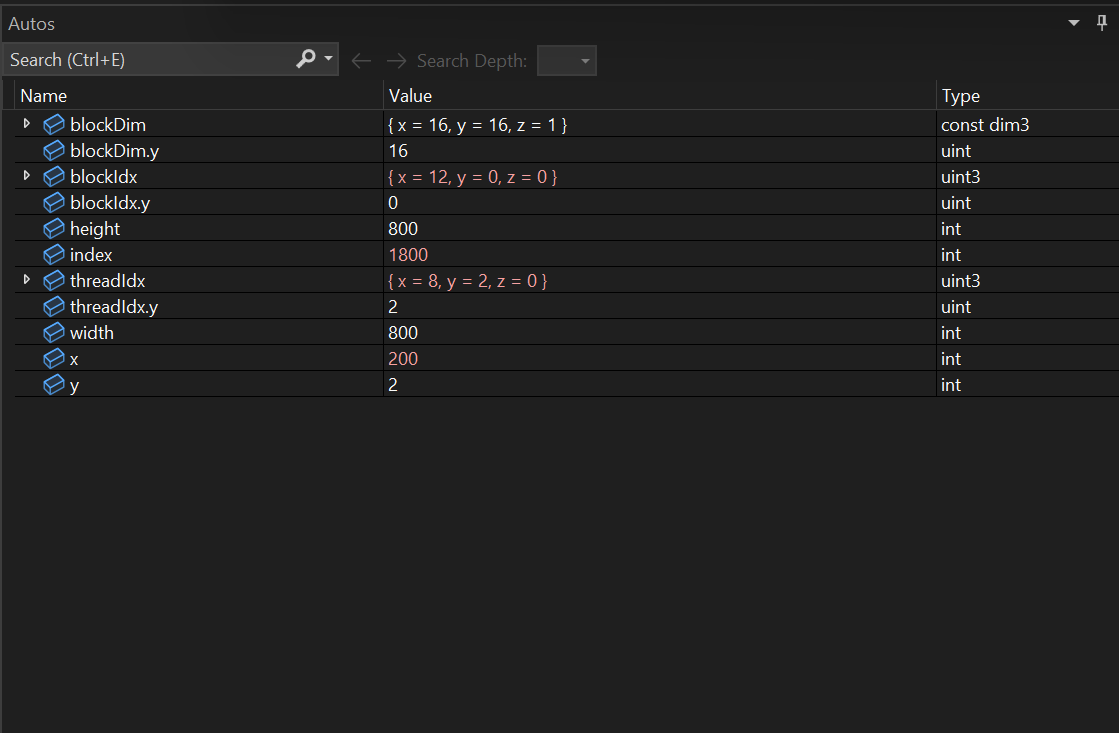 Autos
Search (Ctrl+E) Search Depth:
Name Value Type
blockDim { x = 16, y = 16, z = 1 } const dim3
blockDim.y 16 uint
blockIdx { x = 12, y = 0, z = 0 } uint3
blockIdx.y 0 uint
height 800 int
index 1800 int
threadIdx { x = 8, y = 2, z = 0 } uint3
threadIdx.y 2 uint
width 800 int
x 200 int
y 2 int